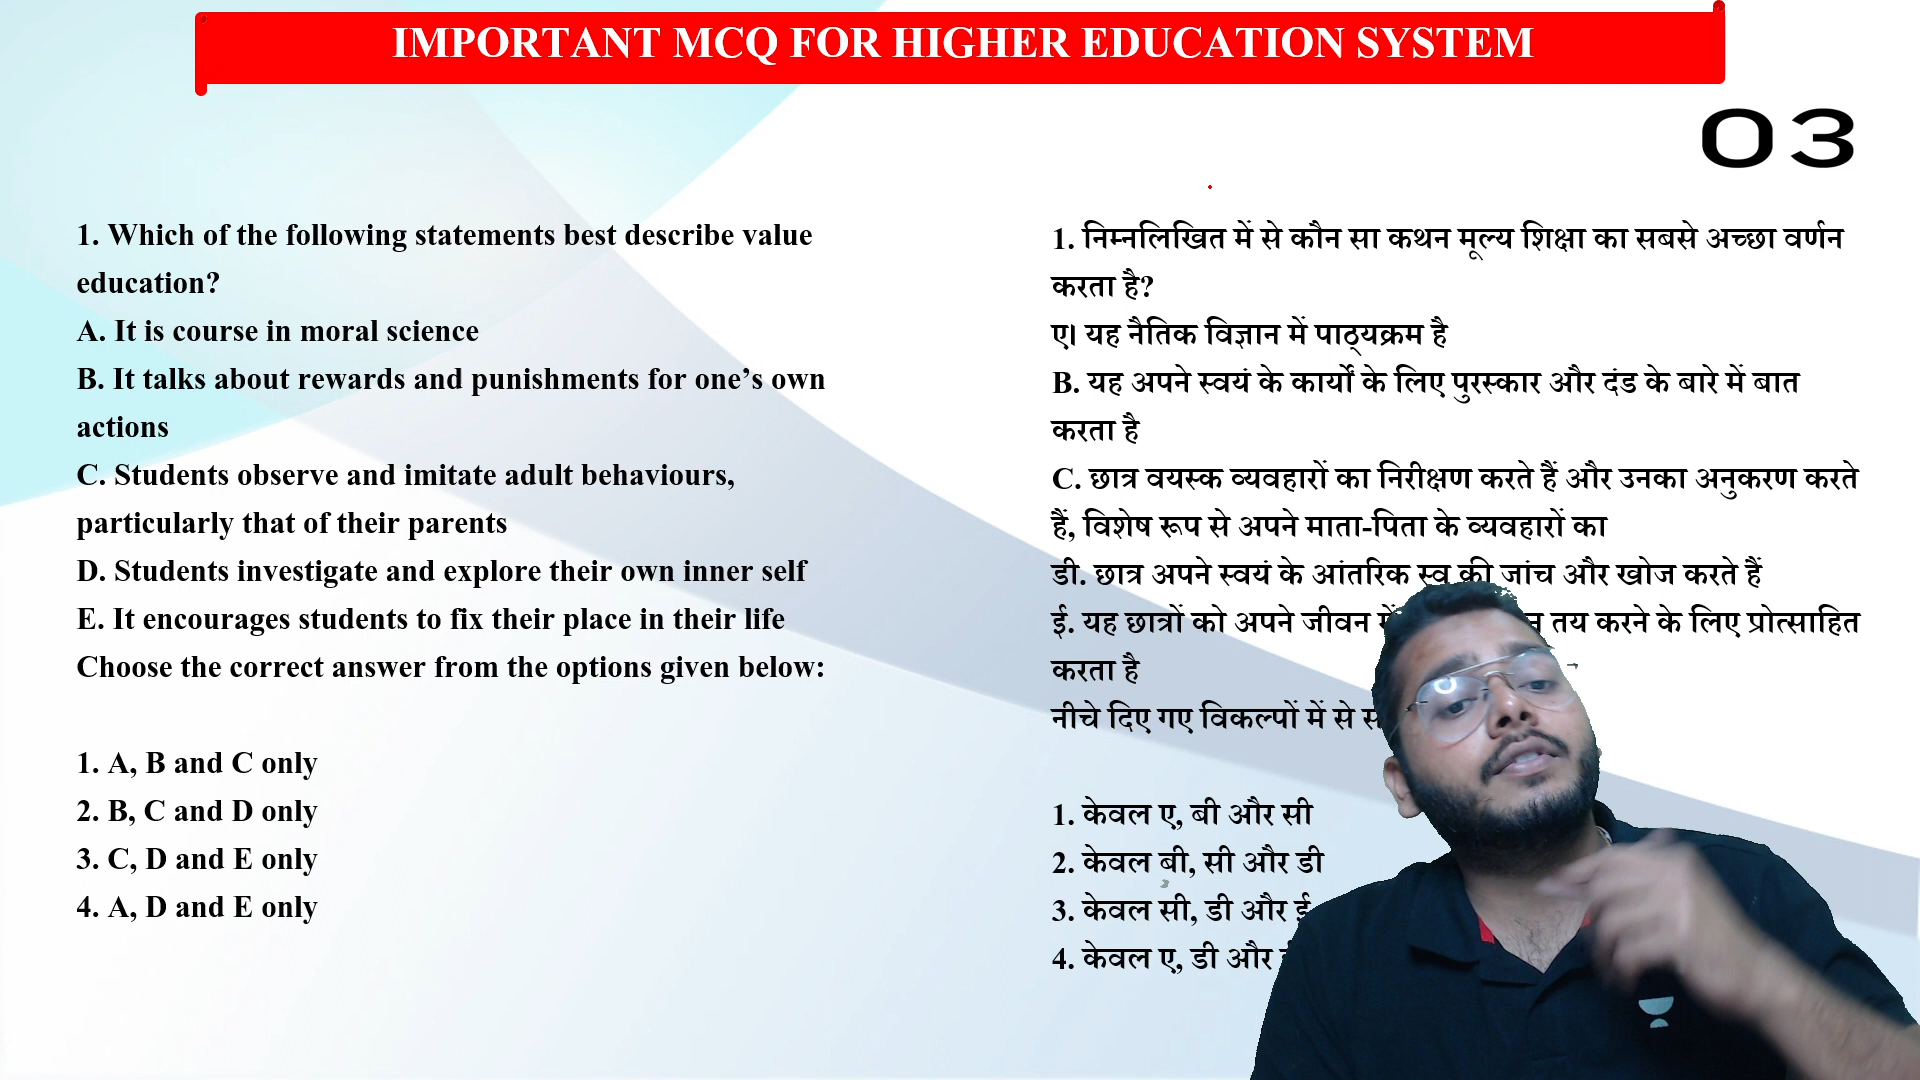 IMPORTANT MCQ FOR HIGHER EDUCATION SYSTEM
03
1. Which of the following statements best describe value
education?
A. It is course in moral science
B. It talks about rewards and punishments for one’s own
actions
C. Students observe and imitate adult behaviours,
particularly that of their parents
D. Students investigate and explore their own inner self
E. It encourages students to fix their place in their life
Choose the correct answer from the options given below:
1. A, B and C only
2. B, C and D only
3. C, D and E only
4. A, D and E only
1. निम्नलिखित में से कौन सा कथन मूल्य शिक्षा का सबसे अच्छा वर्णन
करता है?
ए। यह नैतिक विज्ञान में पाठ्यक्रम है
B. यह अपने स्वयं के कार्यों के लिए पुरस्कार और दंड के बारे में बात
करता है
C. छात्र वयस्क व्यवहारों का निरीक्षण करते हैं और उनका अनुकरण करते
हैं, विशेष रूप से अपने माता-पिता के व्यवहारों का
डी. छात्र अपने स्वयं के आंतरिक स्व की जांच और खोज करते हैं
ई. यह छात्रों को अपने जीवन में तय करने के लिए प्रोत्साहित
करता है
नीचे दिए गए विकल्पों में से
1. केवल ए, बी और सी
2. केवल बी, सी और डी
3. केवल सी, डी और ई
4. केवल ए, डी और